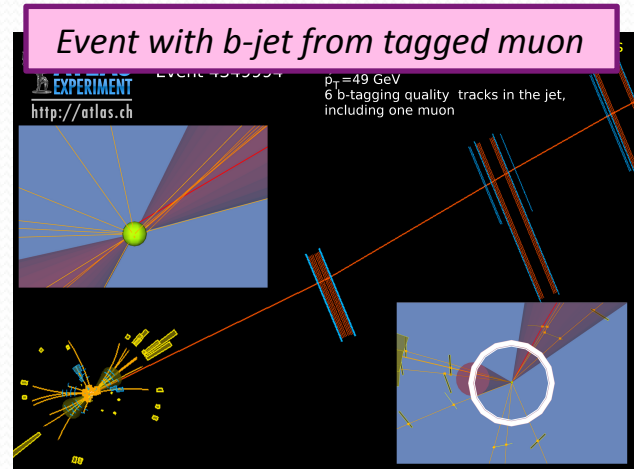 Event with b-jet from tagged muon
EXPERIMENT
http://atlas.ch
p_T=49 GeV
6 b-tagging quality tracks in the jet,
including one muon